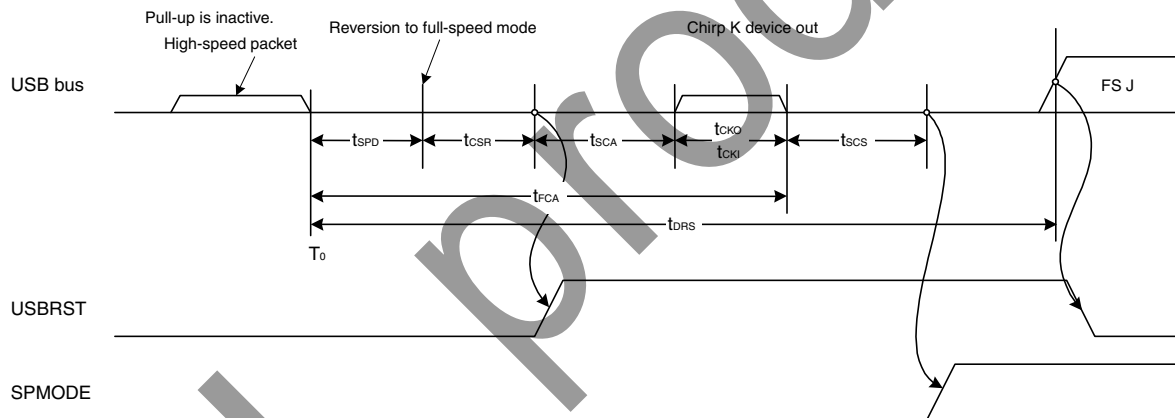 Pull-up is inactive.
High-speed packet
Reversion to full-speed mode
Chirp K device out
USB bus
FS J
tSPD
tCSR
tSCA
tCKO
tCKI
tSCS
tFCA
tDRS
T0
USBRST
SPMODE